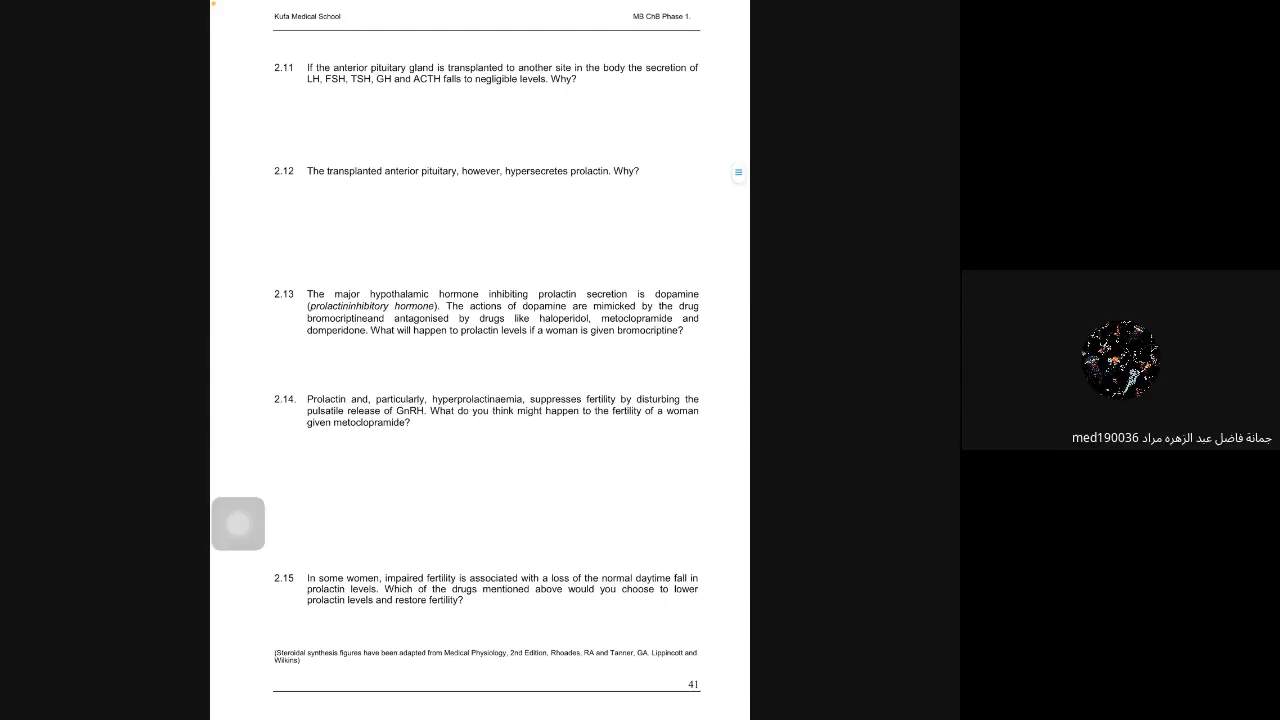 Kufa Medical School MB ChB Phase 1.
2.11 If the anterior pituitary gland is transplanted to another site in the body the secretion of
LH, FSH, TSH, GH and ACTH falls to negligible levels. Why?
2.12 The transplanted anterior pituitary, however, hypersecretes prolactin. Why?
2.13 The major hypothalamic hormone inhibiting prolactin secretion is dopamine
(prolactininhibitory hormone). The actions of dopamine are mimicked by the drug
bromocriptineand antagonised by drugs like haloperidol, metoclopramide and
domperidone. What will happen to prolactin levels if a woman is given bromocriptine?
2.14. Prolactin and, particularly, hyperprolactinaemia, suppresses fertility by disturbing the
pulsatile release of GnRH. What do you think might happen to the fertility of a woman
given metoclopramide?
2.15 In some women, impaired fertility is associated with a loss of the normal daytime fall in
prolactin levels. Which of the drugs mentioned above would you choose to lower
prolactin levels and restore fertility?
(Steroidal synthesis figures have been adapted from Medical Physiology, 2nd Edition, Rhoades, RA and Tanner, GA. Lippincott and
Wilkins)
41
جمانة فاضل عبد الزهره مراد med190036